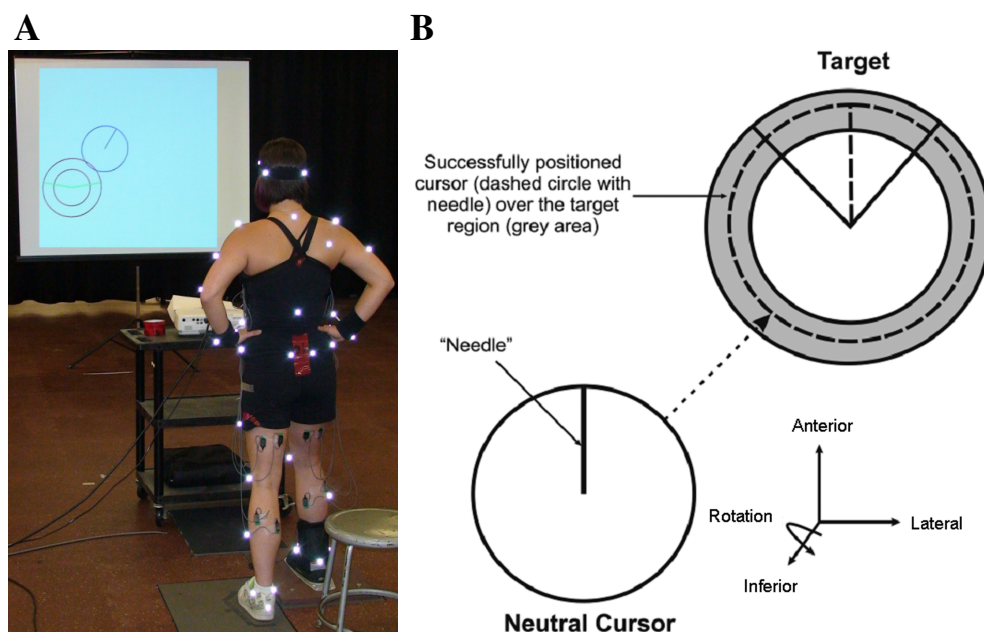 A
B
Target
Successfully positioned
cursor (dashed circle with
needle) over the target
region (grey area)
“Needle”
Neutral Cursor
Anterior
Rotation
Lateral
Inferior